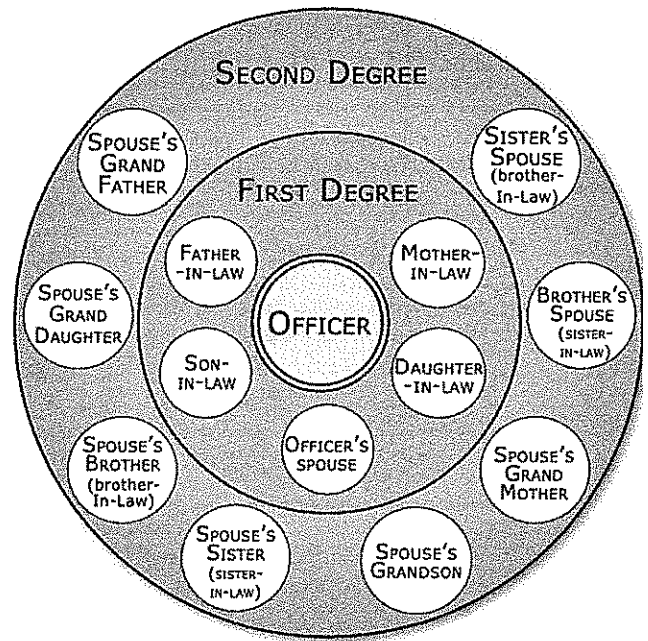 SECOND DEGREE
SPOUSE'S
GRAND
FATHER
SISTER'S
SPOUSE
(brother-
In-Law)
FIRST DEGREE
FATHER
-IN-LAW
MOTHER-
IN-LAW
SPOUSE'S
GRAND
DAUGHTER
OFFICER
BROTHER'S
SPOUSE
(SISTER-
IN-LAW)
SON-
IN-LAW
DAUGHTER
-IN-LAW
OFFICER'S
SPOUSE
SPOUSE'S
BROTHER
(brother-
In-Law)
SPOUSE'S
GRAND
MOTHER
SPOUSE'S
SISTER
(SISTER-
IN-LAW)
SPOUSE'S
GRANDSON